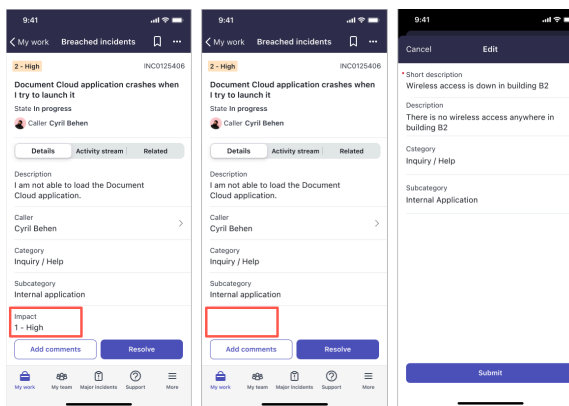 9:41
My work Breached incidents
2 - High INC0125406
Document Cloud application crashes when
I try to launch it
State In progress
Caller Cyril Behen
Details Activity stream Related
Description
I am not able to load the Document
Cloud application.
Caller
Cyril Behen
Category
Inquiry / Help
Subcategory
Internal application
Impact
1 - High
Add comments Resolve
My work My team Major Incidents Support More
9:41
My work Breached incidents
2 - High INC0125406
Document Cloud application crashes when
I try to launch it
State In progress
Caller Cyril Behen
Details Activity stream Related
Description
I am not able to load the Document
Cloud application.
Caller
Cyril Behen
Category
Inquiry / Help
Subcategory
Internal application
Add comments Resolve
My work My team Major Incidents Support More
9:41
Cancel Edit
* Short description
Wireless access is down in building B2
Description
There is no wireless access anywhere in
building B2
Cstegory
Inquiry / Help
Subcategory
Internal Application
Submit